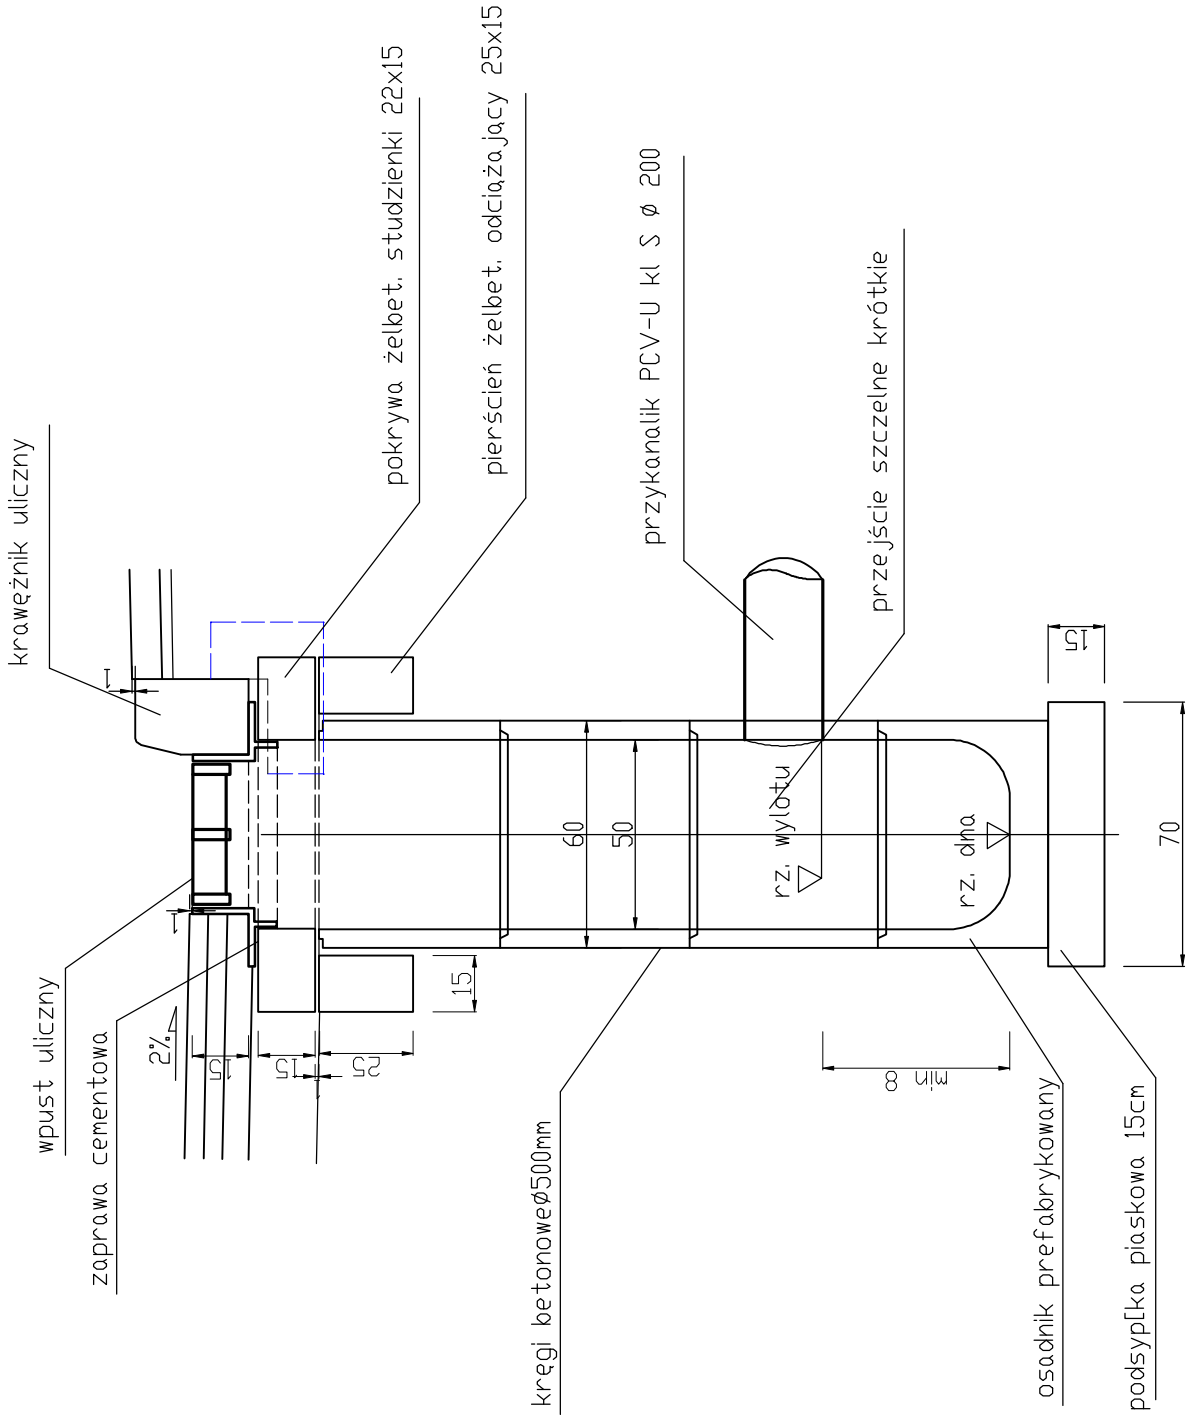 krawężnik uliczny
pokrywa żelbet. studzienki 22x15
pierścień żelbet. odciążający 25x15
przykanalik PCV-U kl S ø 200
przejście szczelne krótkie
wpust uliczny
zaprawa cementowa
2%
kręgi betonoweø500mm
osadnik prefabrykowany
podsypłka piaskowa 15cm
rz. wylotu
rz. dna
1
1
15
15
1
25
15
60
50
min 8
15
70